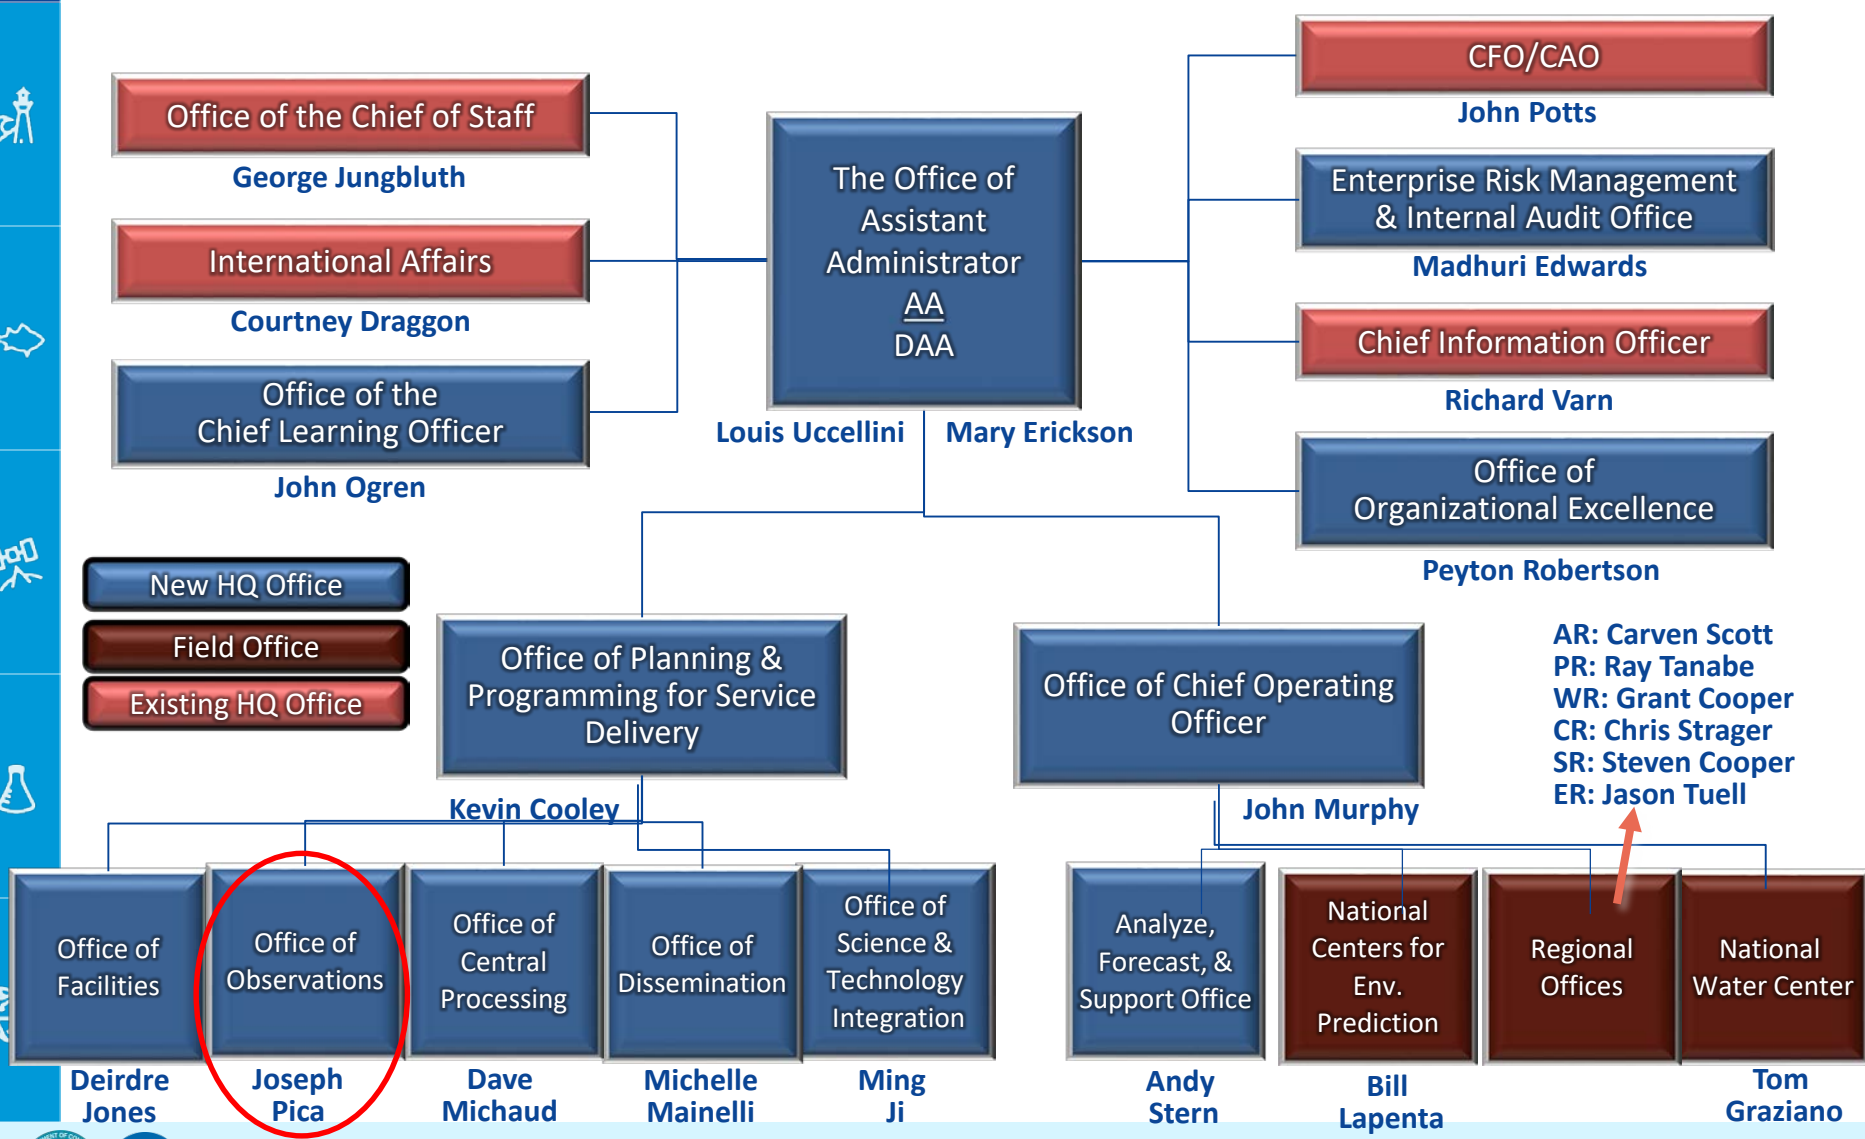 Office of the Chief of Staff
George Jungbluth
International Affairs
Courtney Draggon
Office of the
Chief Learning Officer
John Ogren
The Office of
Assistant
Administrator
AA
DAA
Louis Uccellini
Mary Erickson
CFO/CAO
John Potts
Enterprise Risk Management
& Internal Audit Office
Madhuri Edwards
Chief Information Officer
Richard Varn
Office of
Organizational Excellence
Peyton Robertson
New HQ Office
Field Office
Existing HQ Office
Office of Planning &
Programming for Service
Delivery
Kevin Cooley
Office of Chief Operating
Officer
John Murphy
AR: Carven Scott
PR: Ray Tanabe
WR: Grant Cooper
CR: Chris Strager
SR: Steven Cooper
ER: Jason Tuell
Office of
Facilities
Deirdre
Jones
Office of
Observations
Joseph
Pica
Office of
Central
Processing
Dave
Michaud
Office of
Dissemination
Michelle
Mainelli
Office of
Science &
Technology
Integration
Ming
Ji
Analyze,
Forecast, &
Support Office
Andy
Stern
National
Centers for
Env.
Prediction
Bill
Lapenta
Regional
Offices
National
Water Center
Tom
Graziano